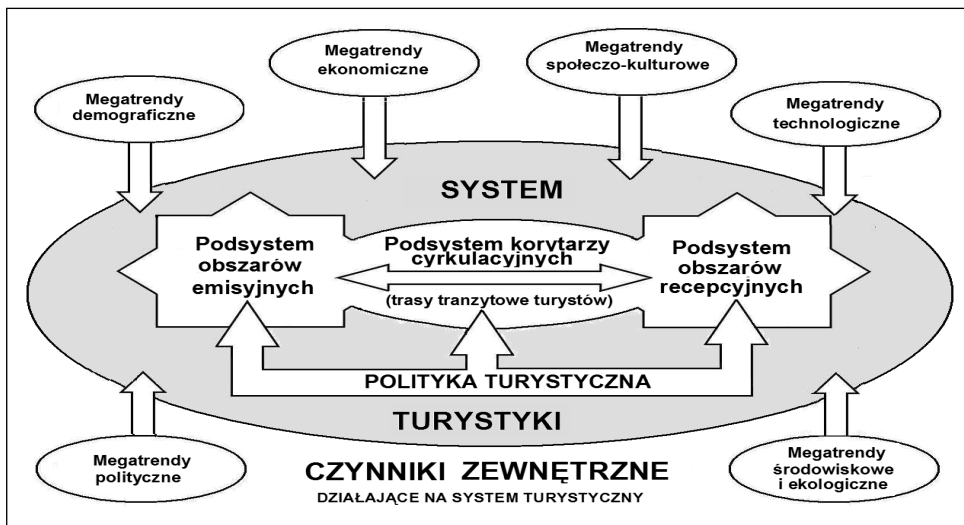 Megatrendy
ekonomiczne
Megatrendy
społeczo-kulturowe
Megatrendy
demograficzne
Megatrendy
technologiczne
SYSTEM
Podsystem
obszarów
emisyjnych
Podsystem korytarzy
cyrkulacyjnych
(trasy tranzytowe turystów)
Podsystem
obszarów
recepcyjnych
POLITYKA TURYSTYCZNA
TURYSTYKI
Megatrendy
polityczne
Megatrendy
środowiskowe
i ekologiczne
CZYNNIKI ZEWNĘTRZNE
DZIAŁAJĄCE NA SYSTEM TURYSTYCZNY